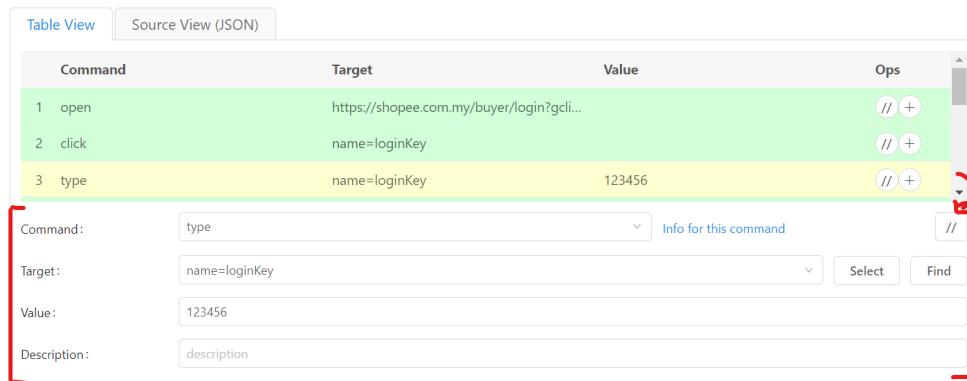 Table View Source View (JSON)
Command Target Value Ops
1 open https://shopee.com.my/buyer/login?gcli... // +
2 click name=loginKey // +
3 type name=loginKey 123456 // +
Command: type Info for this command //
Target: name=loginKey Select Find
Value: 123456
Description: description